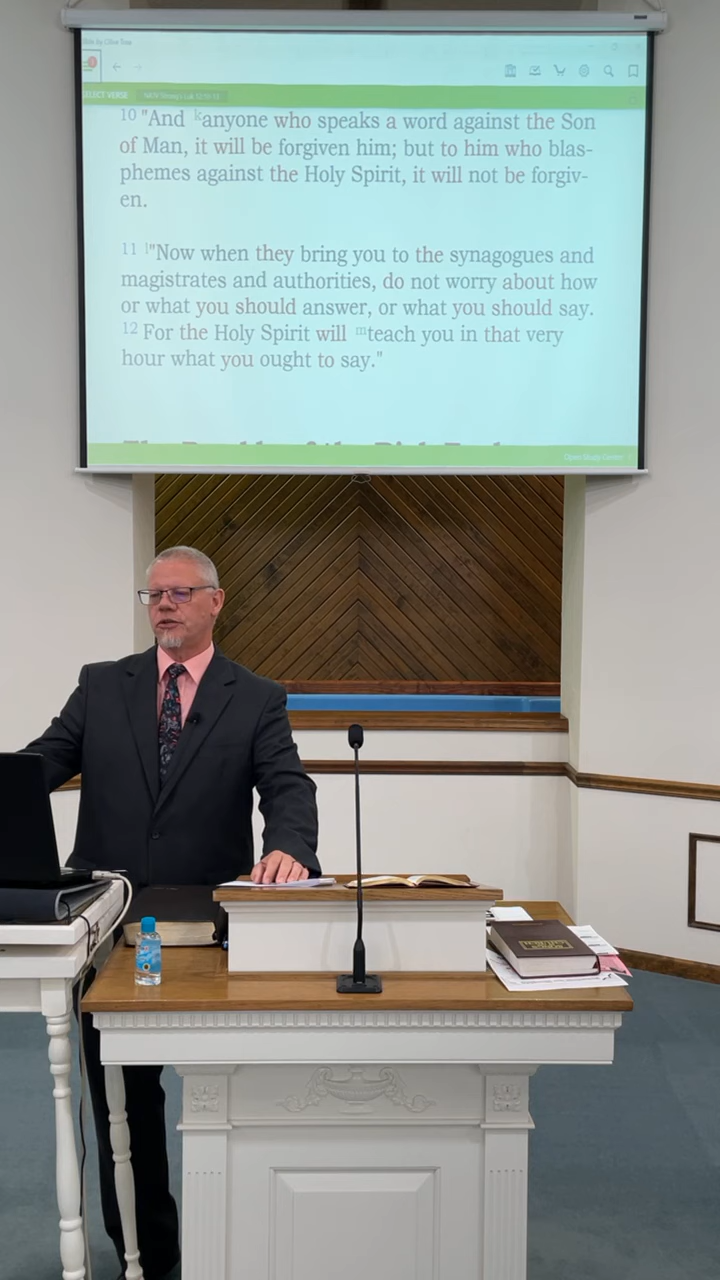 SELECT VERSE
10 "And kanyone who speaks a word against the Son
of Man, it will be forgiven him; but to him who blas-
phemes against the Holy Spirit, it will not be forgiv-
en.
11 l"Now when they bring you to the synagogues and
magistrates and authorities, do not worry about how
or what you should answer, or what you should say.
12 For the Holy Spirit will mteach you in that very
hour what you ought to say."